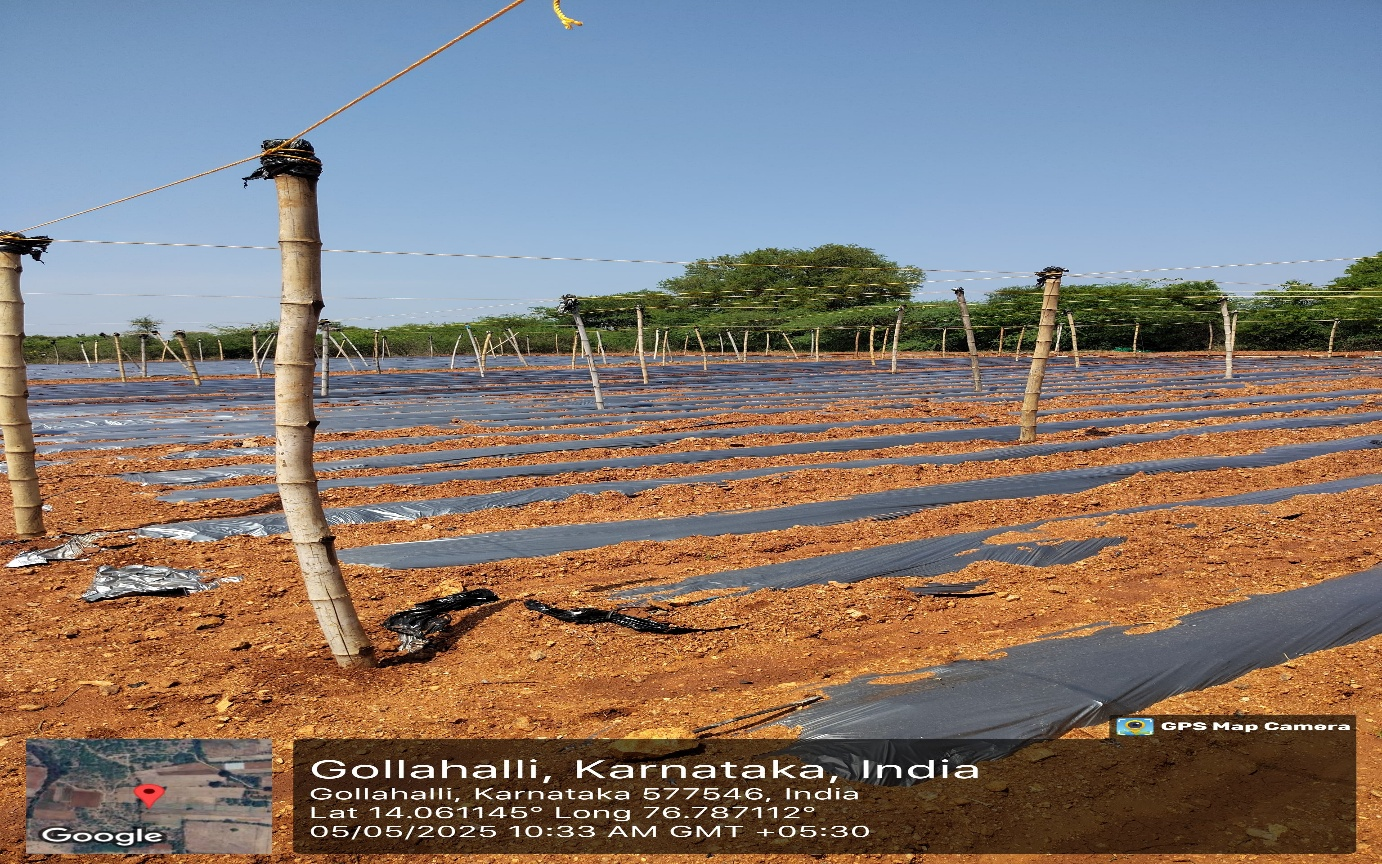 GPS Map Camera
Gollahalli, Karnataka, India
Gollahalli, Karnataka 577546, India
Lat 14.061145° Long 76.787112°
05/05/2025 10:33 AM GMT +05:30
Google